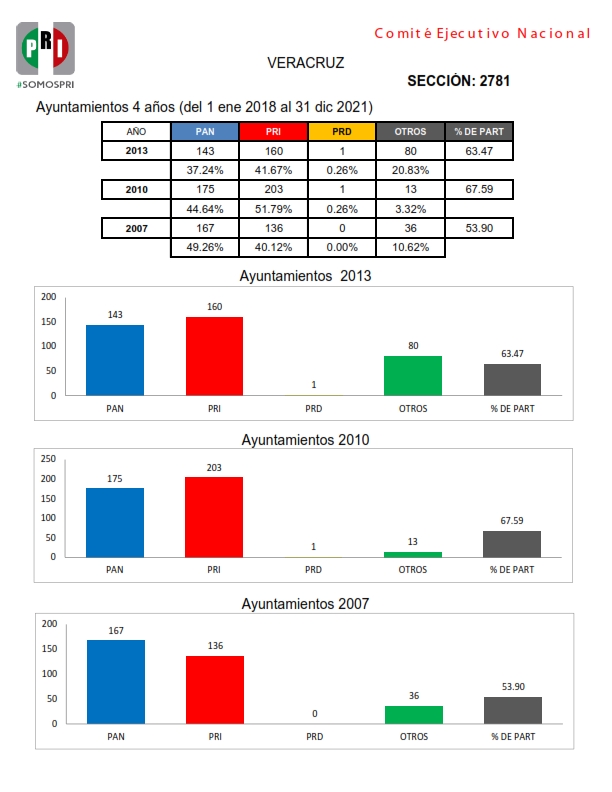 PRI
#SOMOSPRI
Comité Ejecutivo Nacional
VERACRUZ
SECCIÓN: 2781
Ayuntamientos 4 años (del 1 ene 2018 al 31 dic 2021)
AÑO PAN PRI PRD OTROS % DE PART
2013 143 160 1 80 63.47
37.24% 41.67% 0.26% 20.83%
2010 175 203 1 13 67.59
44.64% 51.79% 0.26% 3.32%
2007 167 136 0 36 53.90
49.26% 40.12% 0.00% 10.62%
Ayuntamientos 2013
200
150
100
50
0
143 160 1 80 63.47
PAN PRI PRD OTROS % DE PART
Ayuntamientos 2010
250
200
150
100
50
0
175 203 1 13 67.59
PAN PRI PRD OTROS % DE PART
Ayuntamientos 2007
200
150
100
50
0
167 136 0 36 53.90
PAN PRI PRD OTROS % DE PART